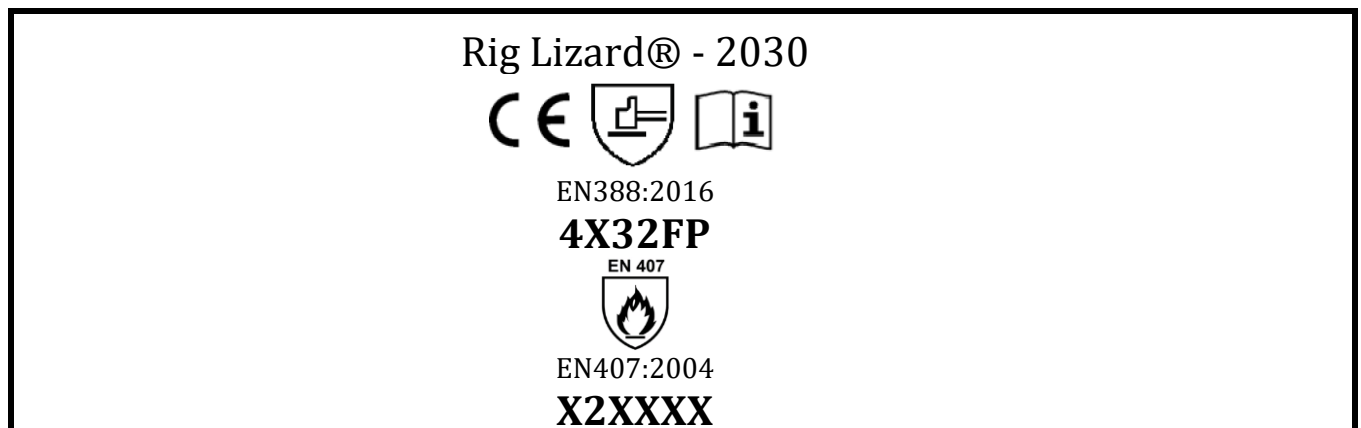 Rig Lizard® - 2030
CE i
EN388:2016
4X32FP
EN 407
EN407:2004
X2XXXX